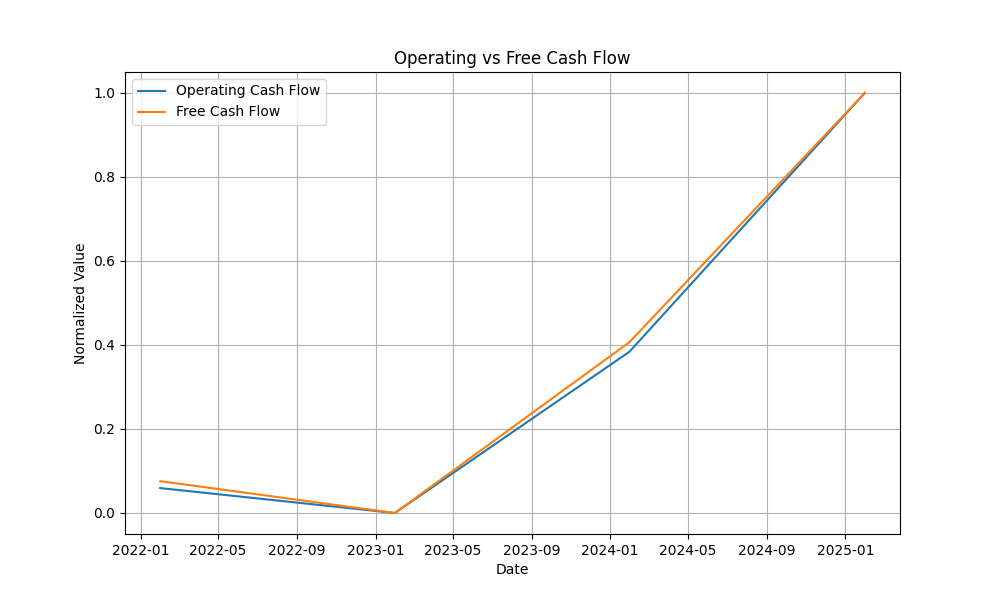 Operating vs Free Cash Flow
Operating Cash Flow
Free Cash Flow
1.0
0.8
0.6
0.4
0.2
0.0
Normalized Value
2022-01 2022-05 2022-09 2023-01 2023-05 2023-09 2024-01 2024-05 2024-09 2025-01
Date